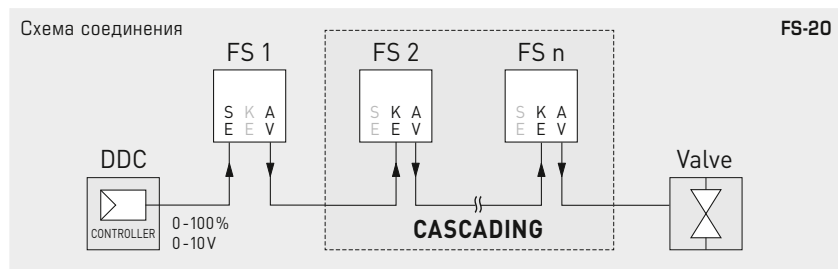 Схема соединения
FS-20
FS 1
FS 2
FS n
S K A
E E V
S K A
E E V
S K A
E E V
DDC
CONTROLLER
0-100%
0-10V
CASCADING
Valve